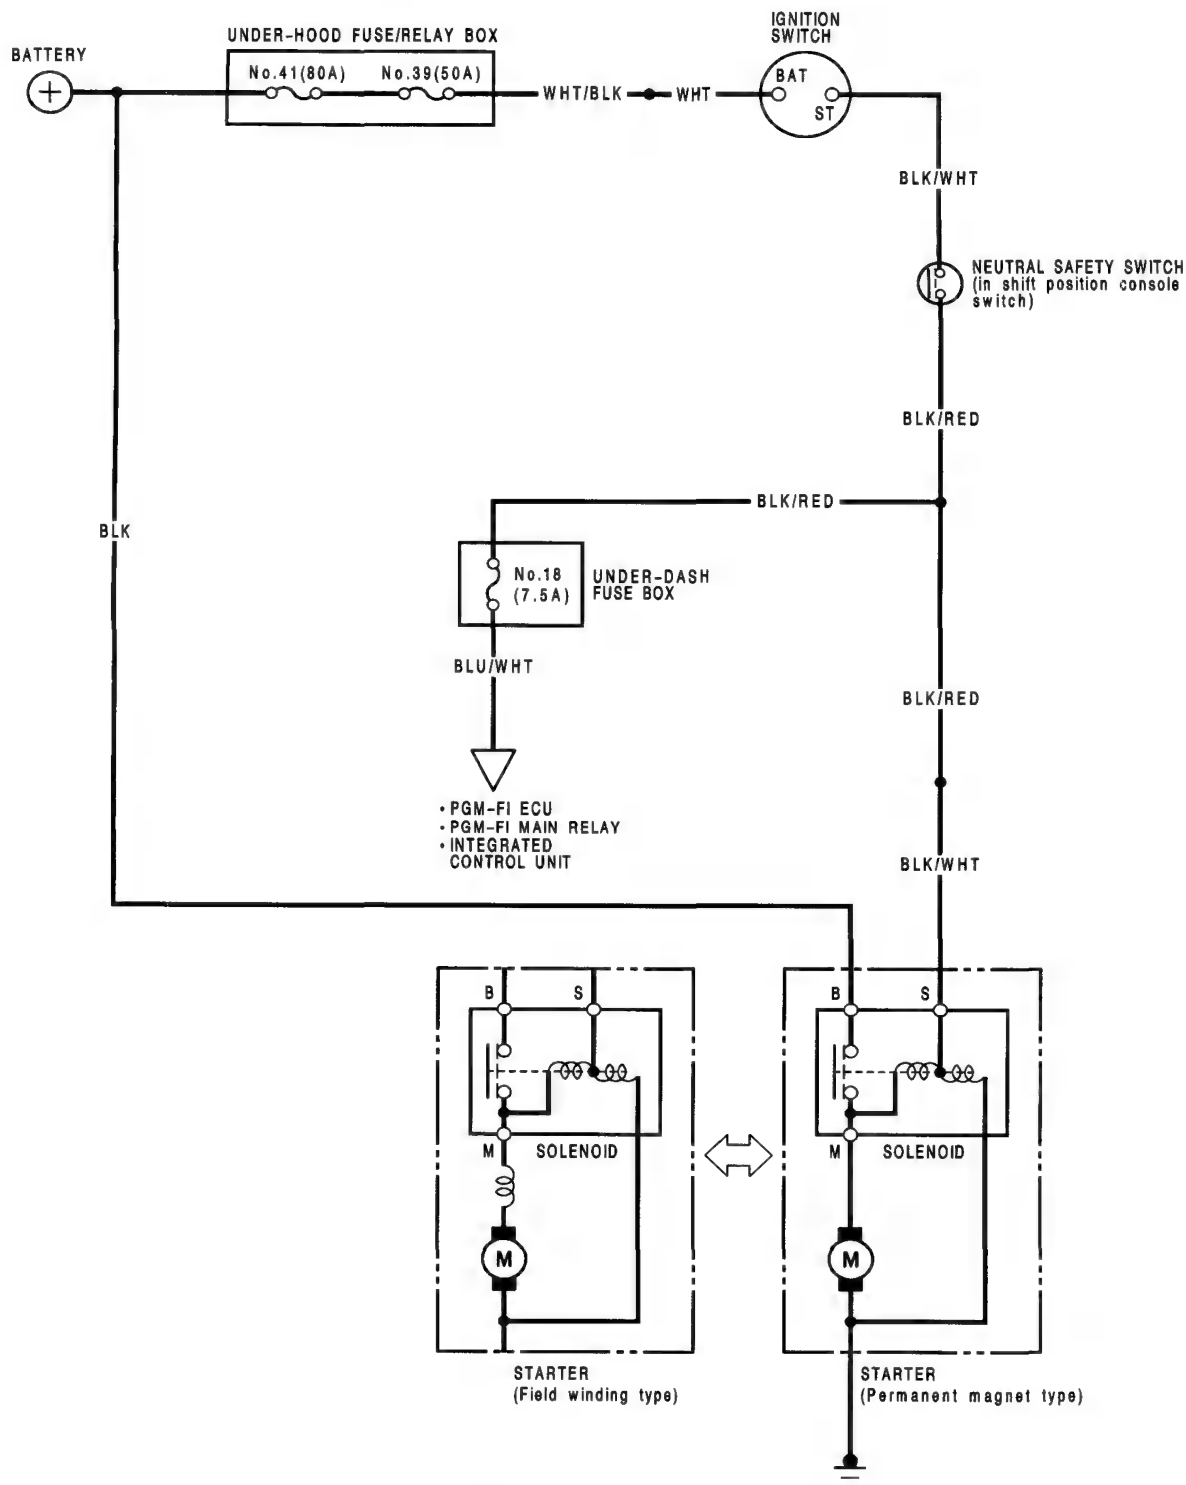 IGNITION
SWITCH
UNDER-HOOD FUSE/RELAY BOX
BATTERY
No.41(80A)
No.39(50A)
+
WHT/BLK
WHT
BAT
ST
BLK/WHT
NEUTRAL SAFETY SWITCH
(in shift position console
switch)
BLK/RED
BLK/RED
BLK
No.18
(7.5A)
UNDER-DASH
FUSE BOX
BLU/WHT
BLK/RED
• PGM-FI ECU
• PGM-FI MAIN RELAY
• INTEGRATED
CONTROL UNIT
BLK/WHT
B
S
B
S
M
SOLENOID
M
SOLENOID
M
M
STARTER
(Field winding type)
STARTER
(Permanent magnet type)